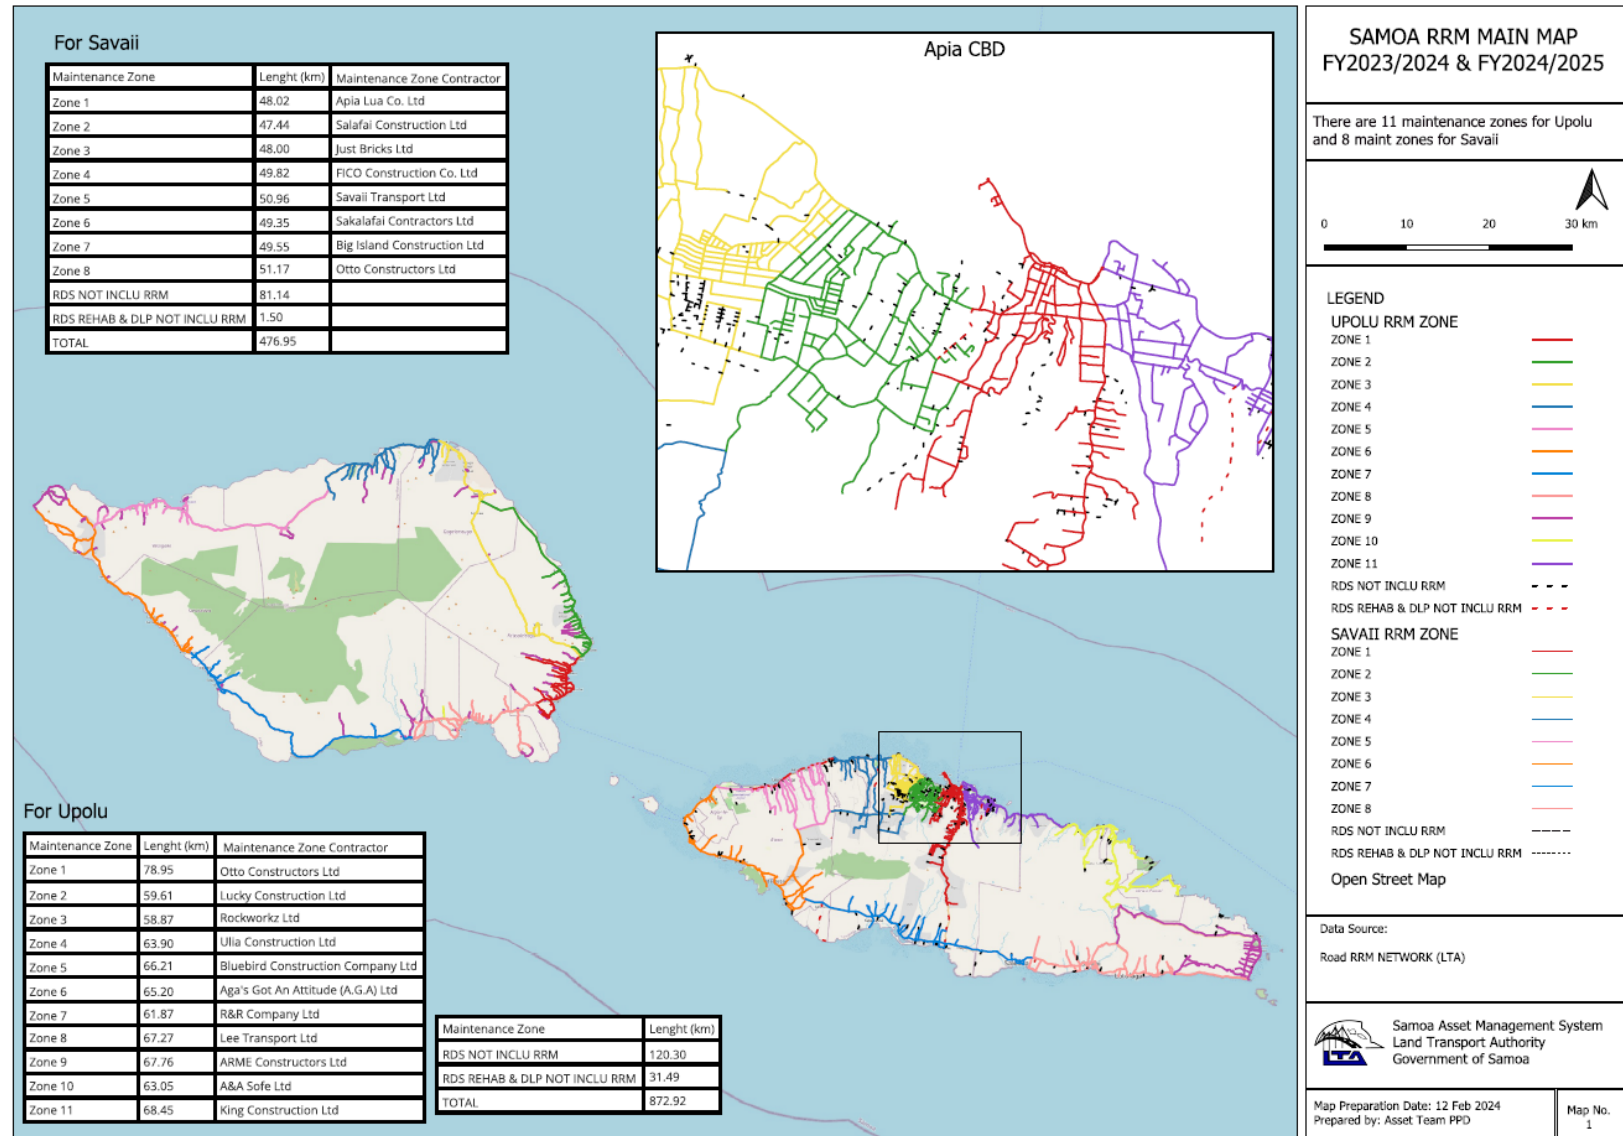 For Savaii
Maintenance Zone Lenght (km) Maintenance Zone Contractor
Zone 1 48.02 Apia Lua Co. Ltd
Zone 2 47.44 Salafai Construction Ltd
Zone 3 48.00 Just Bricks Ltd
Zone 4 49.82 FICO Construction Co. Ltd
Zone 5 50.96 Savaii Transport Ltd
Zone 6 49.35 Sakalafai Contractors Ltd
Zone 7 49.55 Big Island Construction Ltd
Zone 8 51.17 Otto Constructors Ltd
RDS NOT INCLU RRM 81.14
RDS REHAB & DLP NOT INCLU RRM 1.50
TOTAL 476.95
Apia CBD
For Upolu
Maintenance Zone Lenght (km) Maintenance Zone Contractor
Zone 1 78.95 Otto Constructors Ltd
Zone 2 59.61 Lucky Construction Ltd
Zone 3 58.87 Rockworkz Ltd
Zone 4 63.90 Ulia Construction Ltd
Zone 5 66.21 Bluebird Construction Company Ltd
Zone 6 65.20 Aga's Got An Attitude (A.G.A) Ltd
Zone 7 61.87 R&R Company Ltd
Zone 8 67.27 Lee Transport Ltd
Zone 9 67.76 ARME Constructors Ltd
Zone 10 63.05 A&A Sofe Ltd
Zone 11 68.45 King Construction Ltd
Maintenance Zone Lenght (km)
RDS NOT INCLU RRM 120.30
RDS REHAB & DLP NOT INCLU RRM 31.49
TOTAL 872.92
SAMOA RRM MAIN MAP
FY2023/2024 & FY2024/2025
There are 11 maintenance zones for Upolu
and 8 maint zones for Savaii
0 10 20 30 km
LEGEND
UPOLU RRM ZONE
ZONE 1
ZONE 2
ZONE 3
ZONE 4
ZONE 5
ZONE 6
ZONE 7
ZONE 8
ZONE 9
ZONE 10
ZONE 11
RDS NOT INCLU RRM
RDS REHAB & DLP NOT INCLU RRM
SAVAII RRM ZONE
ZONE 1
ZONE 2
ZONE 3
ZONE 4
ZONE 5
ZONE 6
ZONE 7
ZONE 8
RDS NOT INCLU RRM
RDS REHAB & DLP NOT INCLU RRM
Open Street Map
Data Source:
Road RRM NETWORK (LTA)
LTA
Samoa Asset Management System
Land Transport Authority
Government of Samoa
Map Preparation Date: 12 Feb 2024
Prepared by: Asset Team PPD
Map No.
1